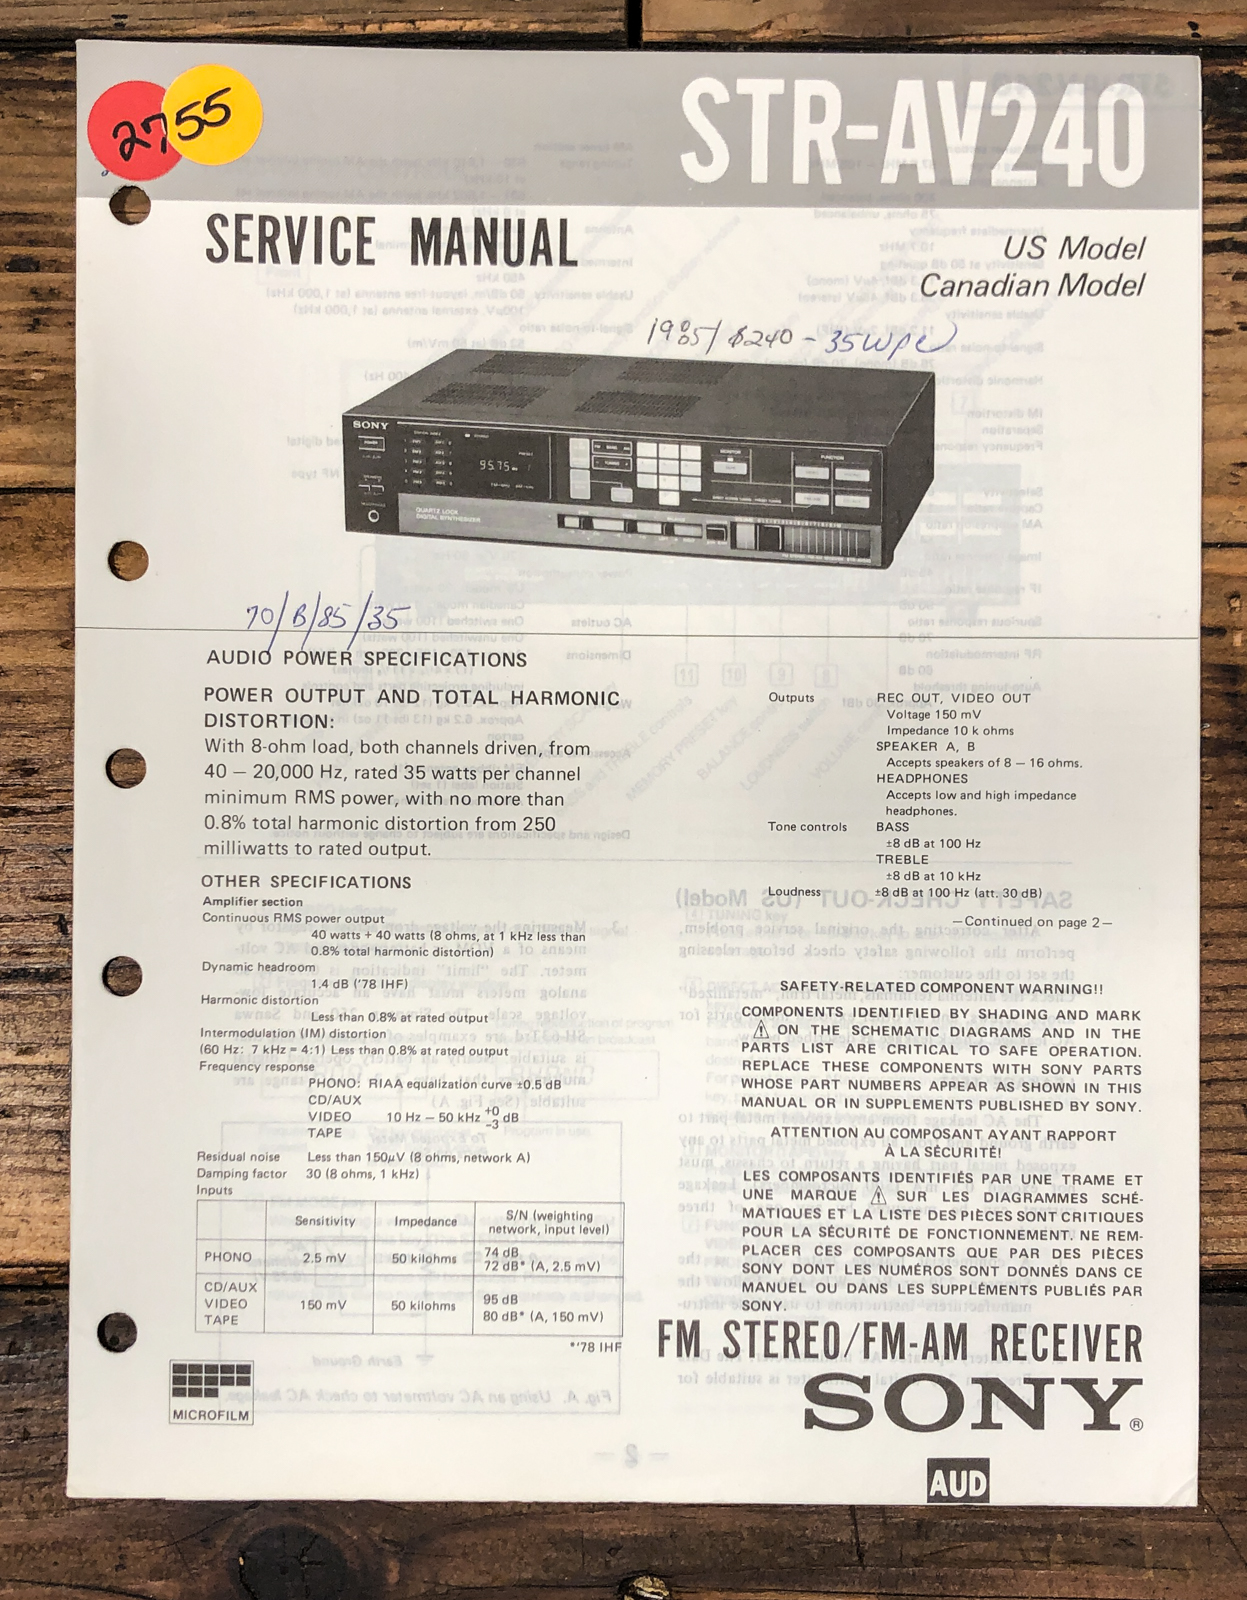 2755
STR-AV240
SERVICE MANUAL
US Model
Canadian Model
1985/ $240 - 35wpc
SONY
95.75
QUARTZ LOCK
DIGITAL SYNTHESIZER
MONITOR
FUNCTION
70/B/85/35
AUDIO POWER SPECIFICATIONS
POWER OUTPUT AND TOTAL HARMONIC
DISTORTION:
With 8-ohm load, both channels driven, from
40 – 20,000 Hz, rated 35 watts per channel
minimum RMS power, with no more than
0.8% total harmonic distortion from 250
milliwatts to rated output.
OTHER SPECIFICATIONS
Amplifier section
Continuous RMS power output
40 watts + 40 watts (8 ohms, at 1 kHz less than
0.8% total harmonic distortion)
Dynamic headroom
1.4 dB ('78 IHF)
Harmonic distortion
Less than 0.8% at rated output
Intermodulation (IM) distortion
(60 Hz: 7 kHz = 4:1) Less than 0.8% at rated output
Frequency response
PHONO: RIAA equalization curve ±0.5 dB
CD/AUX
VIDEO 10 Hz – 50 kHz +0 -3 dB
TAPE
Residual noise Less than 150μV (8 ohms, network A)
Damping factor 30 (8 ohms, 1 kHz)
Inputs
Sensitivity Impedance S/N (weighting
network, input level)
PHONO 2.5 mV 50 kilohms 74 dB
72 dB* (A, 2.5 mV)
CD/AUX
VIDEO 150 mV 50 kilohms 95 dB
TAPE 80 dB* (A, 150 mV)
*'78 IHF
MICROFILM
Outputs REC OUT, VIDEO OUT
Voltage 150 mV
Impedance 10 k ohms
SPEAKER A, B
Accepts speakers of 8 – 16 ohms.
HEADPHONES
Accepts low and high impedance
headphones.
Tone controls BASS
±8 dB at 100 Hz
TREBLE
±8 dB at 10 kHz
Loudness ±8 dB at 100 Hz (att. 30 dB)
—Continued on page 2—
SAFETY-RELATED COMPONENT WARNING!!
COMPONENTS IDENTIFIED BY SHADING AND MARK
⚠ ON THE SCHEMATIC DIAGRAMS AND IN THE
PARTS LIST ARE CRITICAL TO SAFE OPERATION.
REPLACE THESE COMPONENTS WITH SONY PARTS
WHOSE PART NUMBERS APPEAR AS SHOWN IN THIS
MANUAL OR IN SUPPLEMENTS PUBLISHED BY SONY.
ATTENTION AU COMPOSANT AYANT RAPPORT
À LA SÉCURITÉ!
LES COMPOSANTS IDENTIFIÉS PAR UNE TRAME ET
UNE MARQUE ⚠ SUR LES DIAGRAMMES SCHÉ-
MATIQUES ET LA LISTE DES PIÈCES SONT CRITIQUES
POUR LA SÉCURITÉ DE FONCTIONNEMENT. NE REM-
PLACER CES COMPOSANTS QUE PAR DES PIÈCES
SONY DONT LES NUMÉROS SONT DONNÉS DANS CE
MANUEL OU DANS LES SUPPLÉMENTS PUBLIÉS PAR
SONY.
FM STEREO/FM-AM RECEIVER
SONY®
AUD